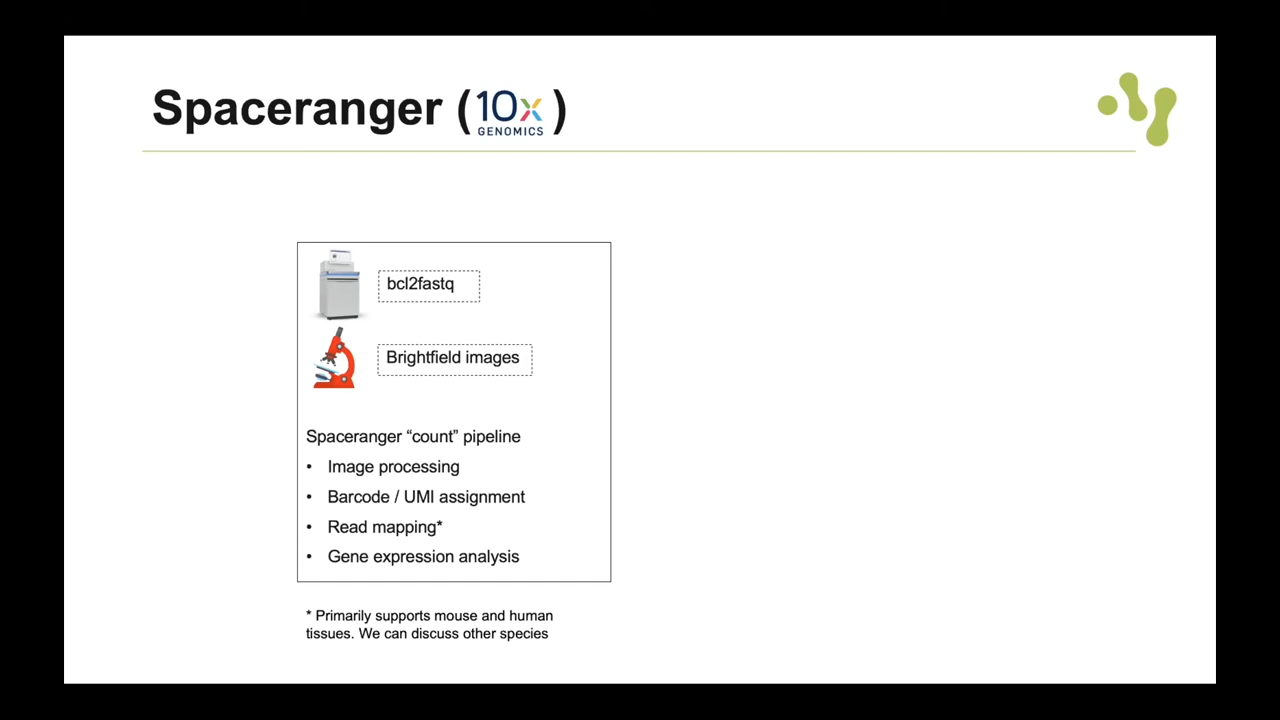 Spaceranger (10x GENOMICS)
bcl2fastq
Brightfield images
Spaceranger “count” pipeline
• Image processing
• Barcode / UMI assignment
• Read mapping*
• Gene expression analysis
* Primarily supports mouse and human
tissues. We can discuss other species